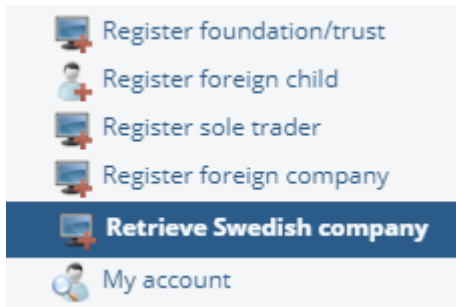 Register foundation/trust
Register foreign child
Register sole trader
Register foreign company
Retrieve Swedish company
My account